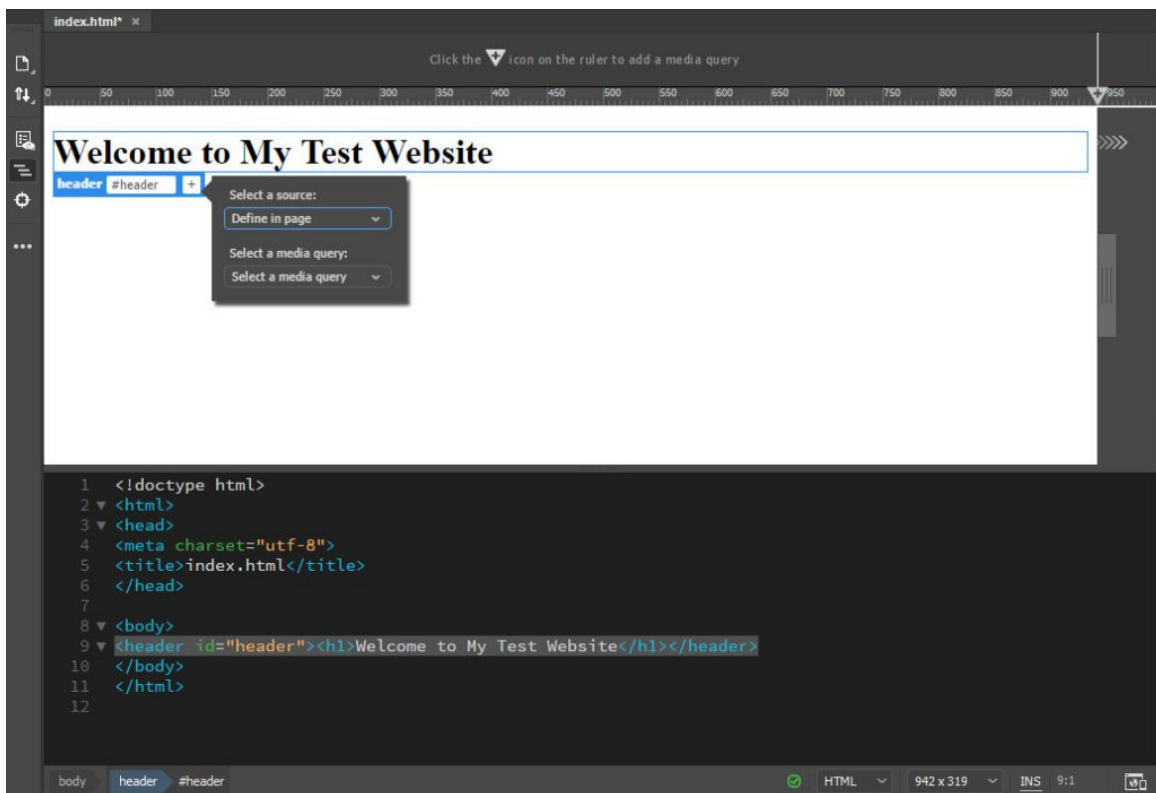 index.html* ×
Click the icon on the ruler to add a media query
0 50 100 150 200 250 300 350 400 450 500 550 600 650 700 750 800 850 900 950
Welcome to My Test Website
header #header +
Select a source:
Define in page
Select a media query:
Select a media query
1 <!doctype html>
2 <html>
3 <head>
4 <meta charset="utf-8">
5 <title>index.html</title>
6 </head>
7
8 <body>
9 <header id="header"><h1>Welcome to My Test Website</h1></header>
10 </body>
11 </html>
12
body header #header HTML 942 x 319 INS 9:1